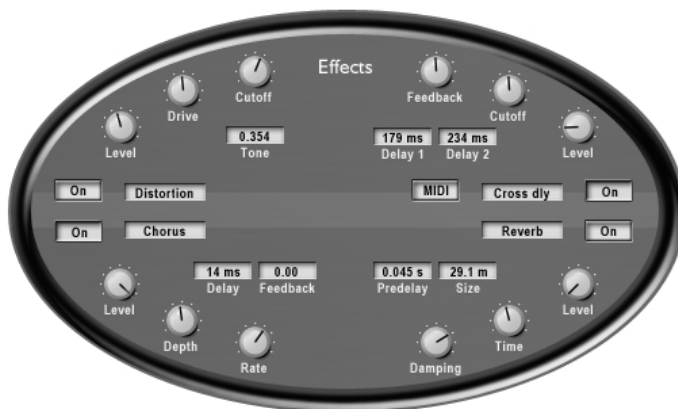 Effects
Level
Drive
Cutoff
0.354
Tone
Feedback
Cutoff
Level
179 ms 234 ms
Delay 1 Delay 2
On Distortion MIDI Cross dly On
On Chorus Reverb On
14 ms 0.00 0.045 s 29.1 m
Delay Feedback Predelay Size
Level
Depth
Rate
Damping
Time
Level